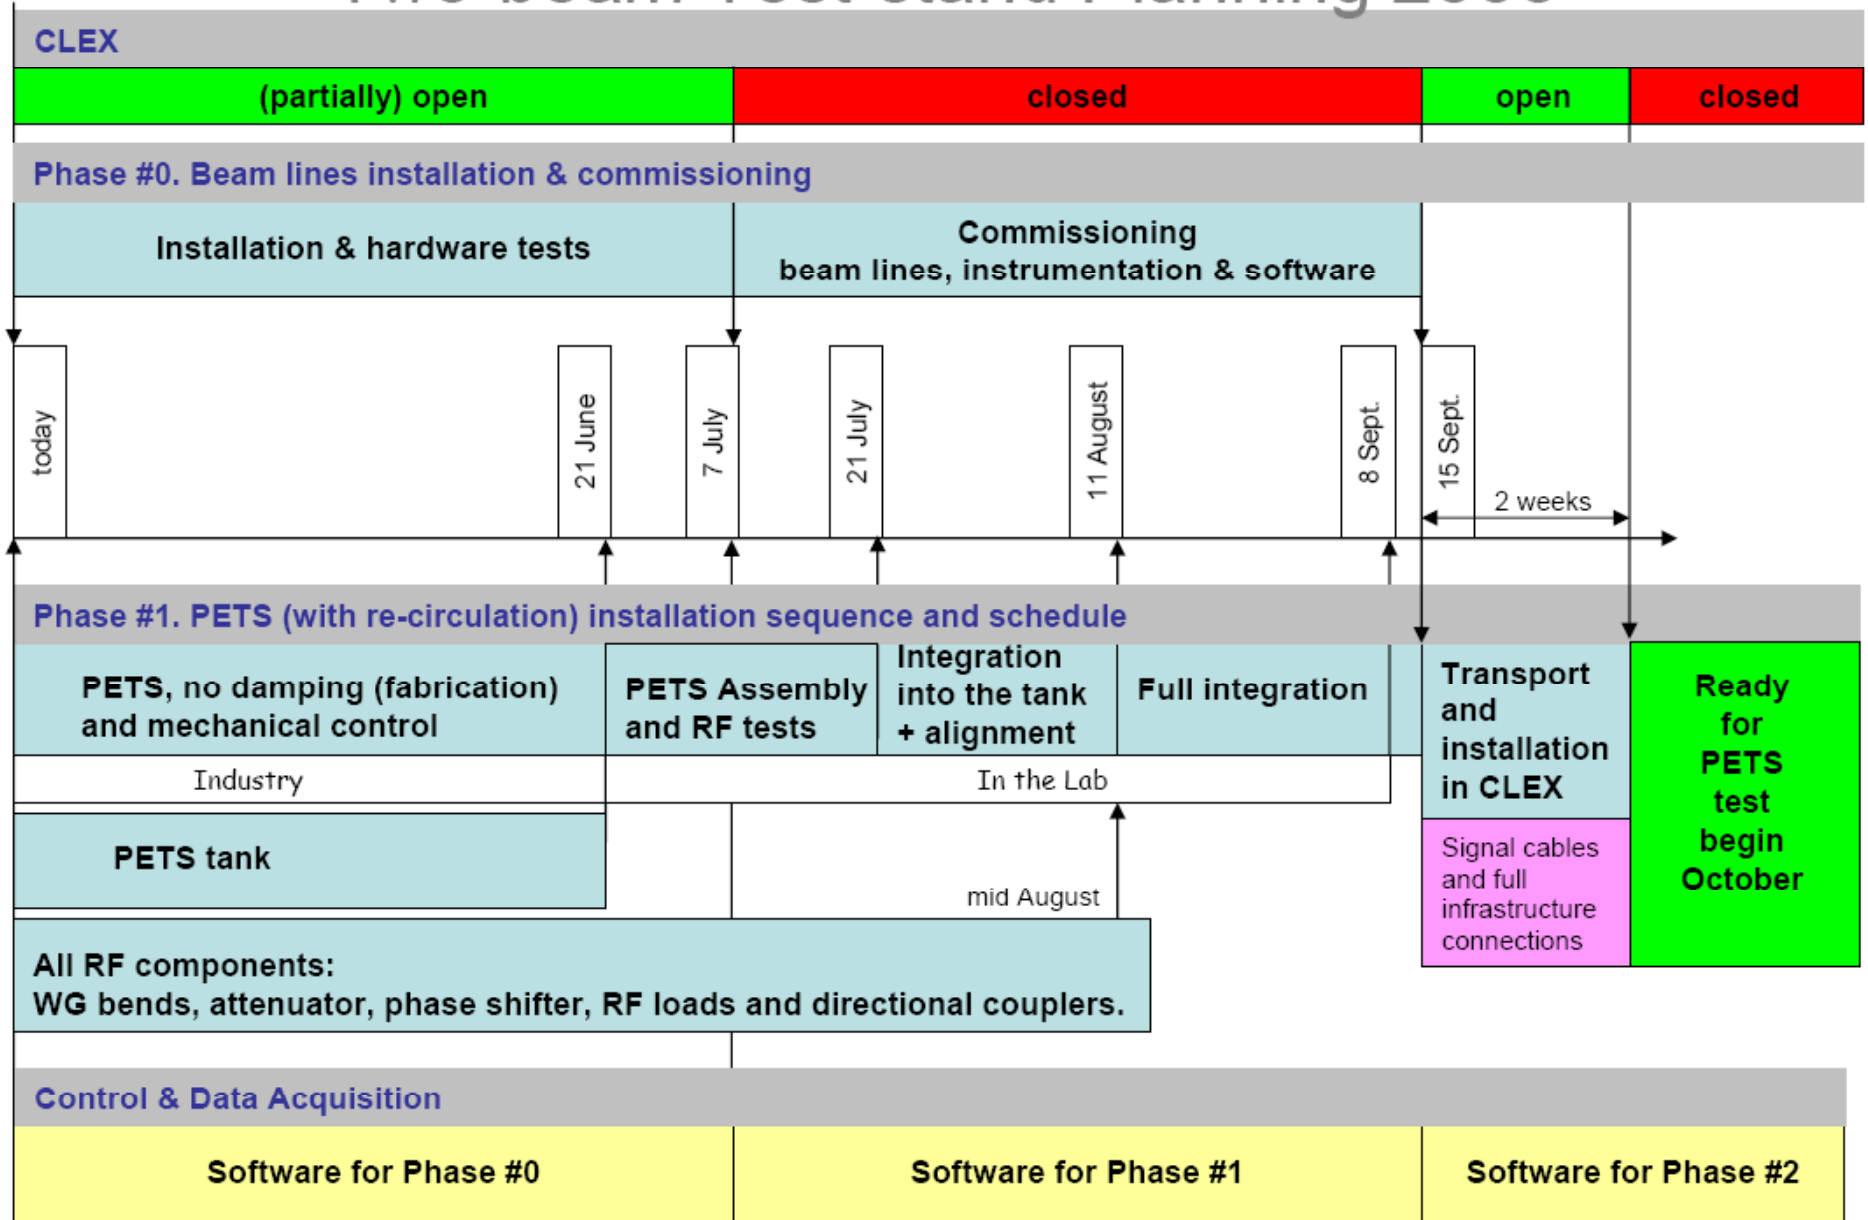 CLEX
(partially) open
closed
open
closed
Phase #0. Beam lines installation & commissioning
Installation & hardware tests
Commissioning
beam lines, instrumentation & software
today
21 June
7 July
21 July
11 August
8 Sept.
15 Sept.
2 weeks
Phase #1. PETS (with re-circulation) installation sequence and schedule
PETS, no damping (fabrication)
and mechanical control
PETS Assembly
and RF tests
Integration
into the tank
+ alignment
Full integration
Transport
and
installation
in CLEX
Ready
for
PETS
test
begin
October
Industry
In the Lab
PETS tank
mid August
Signal cables
and full
infrastructure
connections
All RF components:
WG bends, attenuator, phase shifter, RF loads and directional couplers.
Control & Data Acquisition
Software for Phase #0
Software for Phase #1
Software for Phase #2